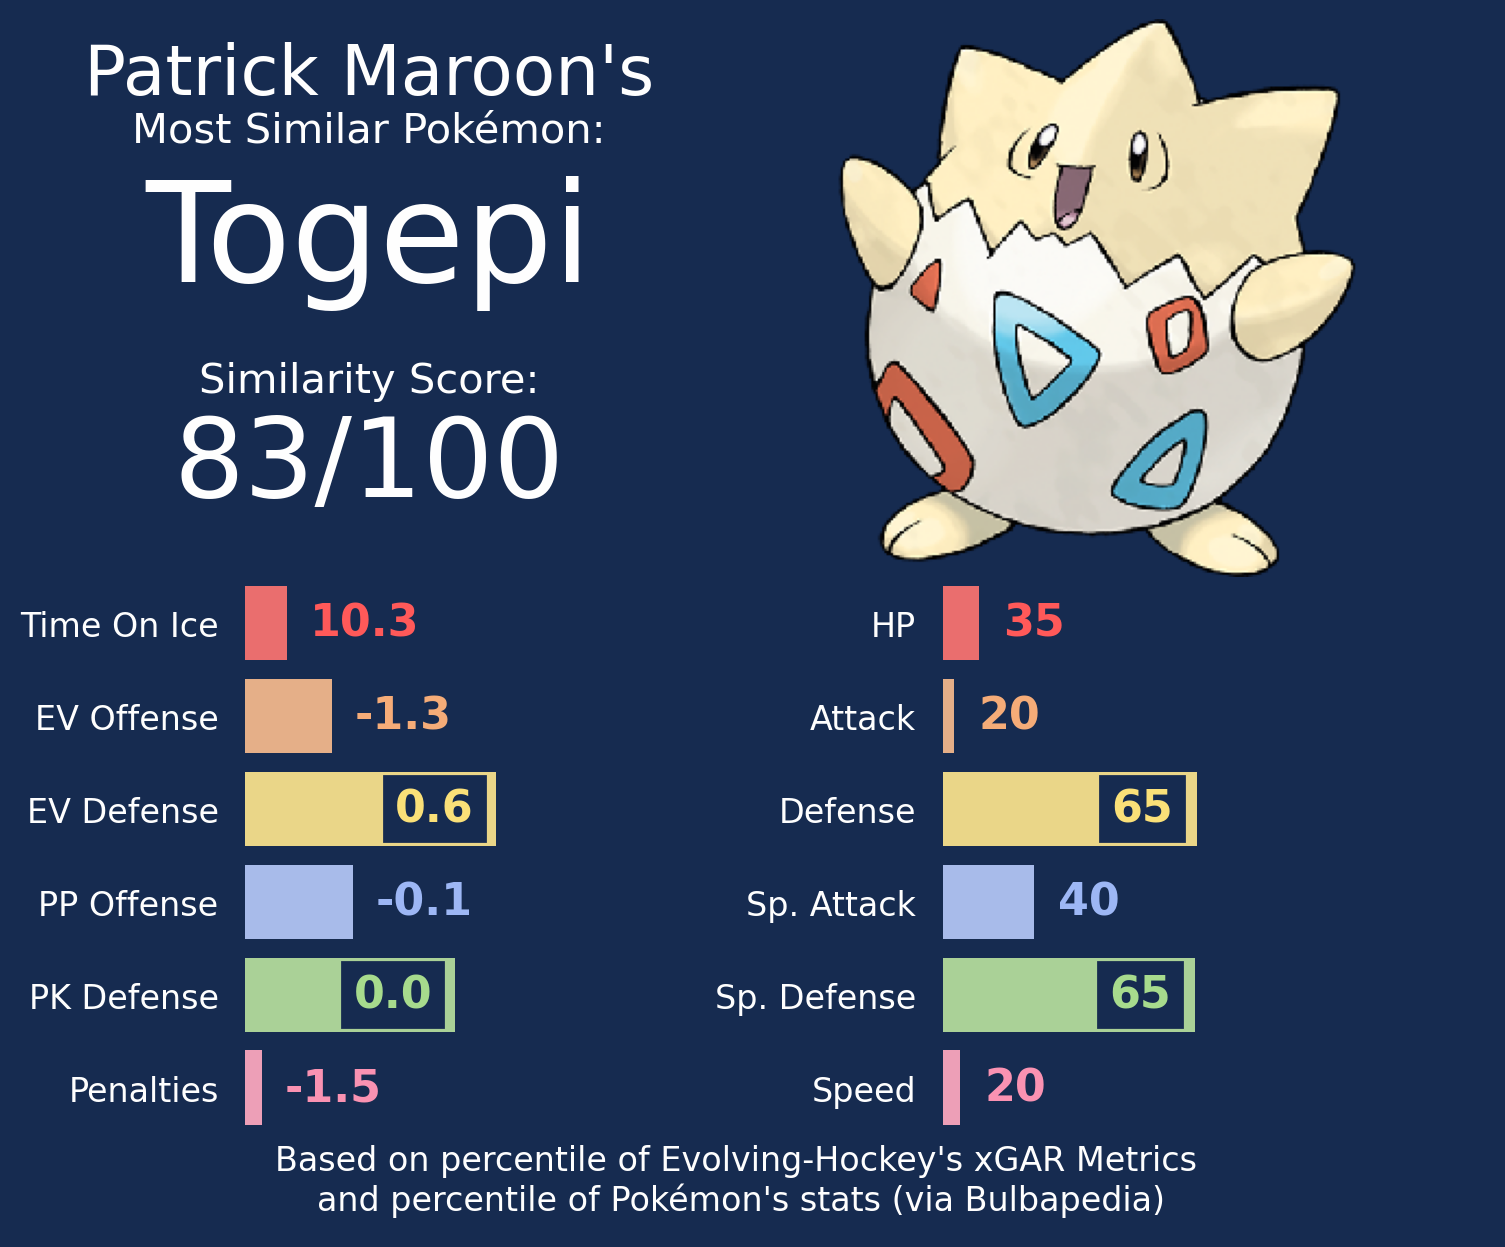 Patrick Maroon's
Most Similar Pokémon:
Togepi
Similarity Score:
83/100
Time On Ice 10.3
EV Offense -1.3
EV Defense 0.6
PP Offense -0.1
PK Defense 0.0
Penalties -1.5
HP 35
Attack 20
Defense 65
Sp. Attack 40
Sp. Defense 65
Speed 20
Based on percentile of Evolving-Hockey's xGAR Metrics
and percentile of Pokémon's stats (via Bulbapedia)